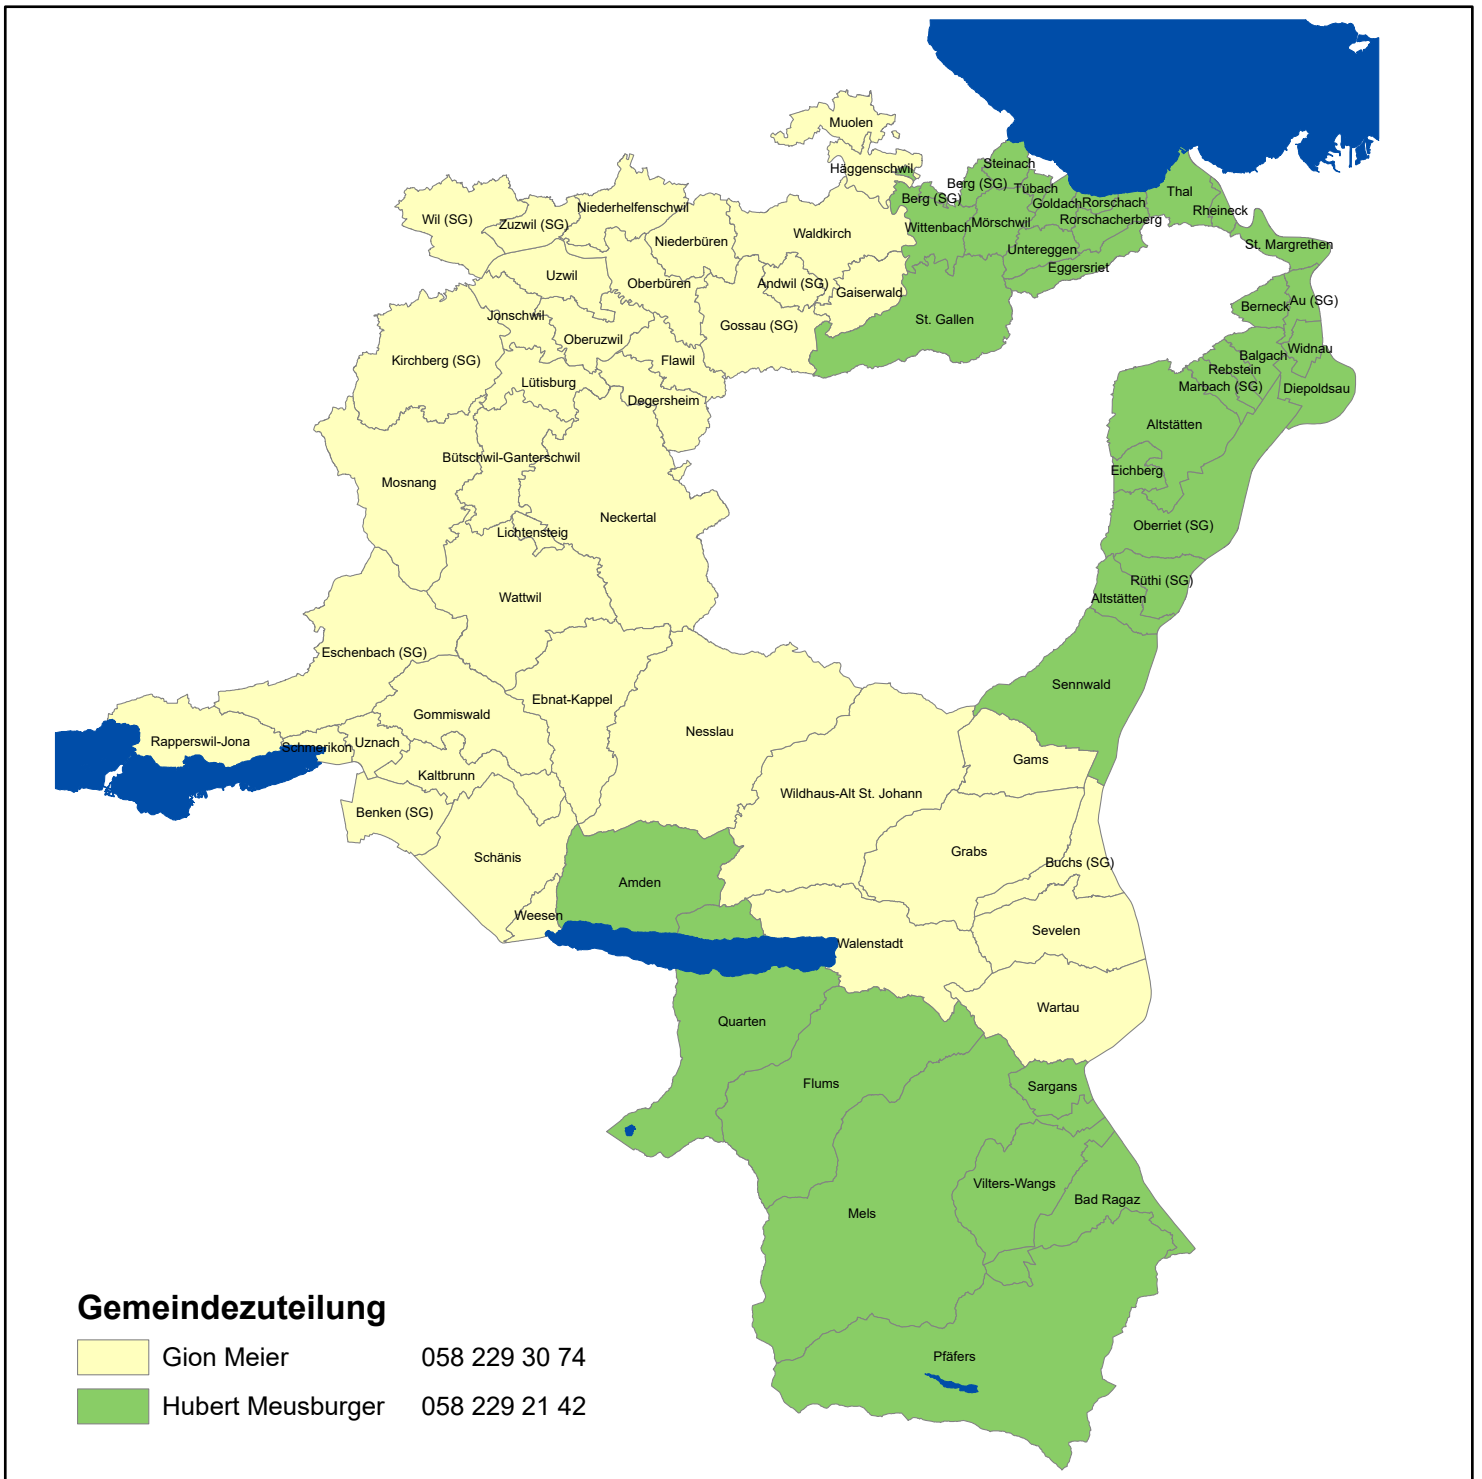 Muolen
Häggenschwil
Steinach
Berg (SG)
Tübach
Berg (SG)
Goldach
Rorschach
Thal
Rheineck
Wil (SG)
Zuzwil (SG)
Niederhelfenschwil
Niederbüren
Waldkirch
Wittenbach
Mörschwil
Rorschacherberg
Untereggen
Eggersriet
St. Margrethen
Uzwil
Oberbüren
Andwil (SG)
Gaiserwald
Jonschwil
Oberuzwil
Gossau (SG)
St. Gallen
Berneck
Au (SG)
Widnau
Balgach
Rebstein
Marbach (SG)
Diepoldsau
Kirchberg (SG)
Flawil
Lütisburg
Degersheim
Altstätten
Bütschwil-Ganterschwil
Mosnang
Eichberg
Neckertal
Lichtensteig
Oberriet (SG)
Rüthi (SG)
Altstätten
Wattwil
Eschenbach (SG)
Sennwald
Ebnat-Kappel
Gommiswald
Nesslau
Rapperswil-Jona
Schmerikon
Uznach
Gams
Kaltbrunn
Wildhaus-Alt St. Johann
Benken (SG)
Schänis
Grabs
Buchs (SG)
Amden
Weesen
Sevelen
Walenstadt
Wartau
Quarten
Flums
Sargans
Vilters-Wangs
Bad Ragaz
Mels
Pfäfers
Gemeindezuteilung
Gion Meier 058 229 30 74
Hubert Meusburger 058 229 21 42